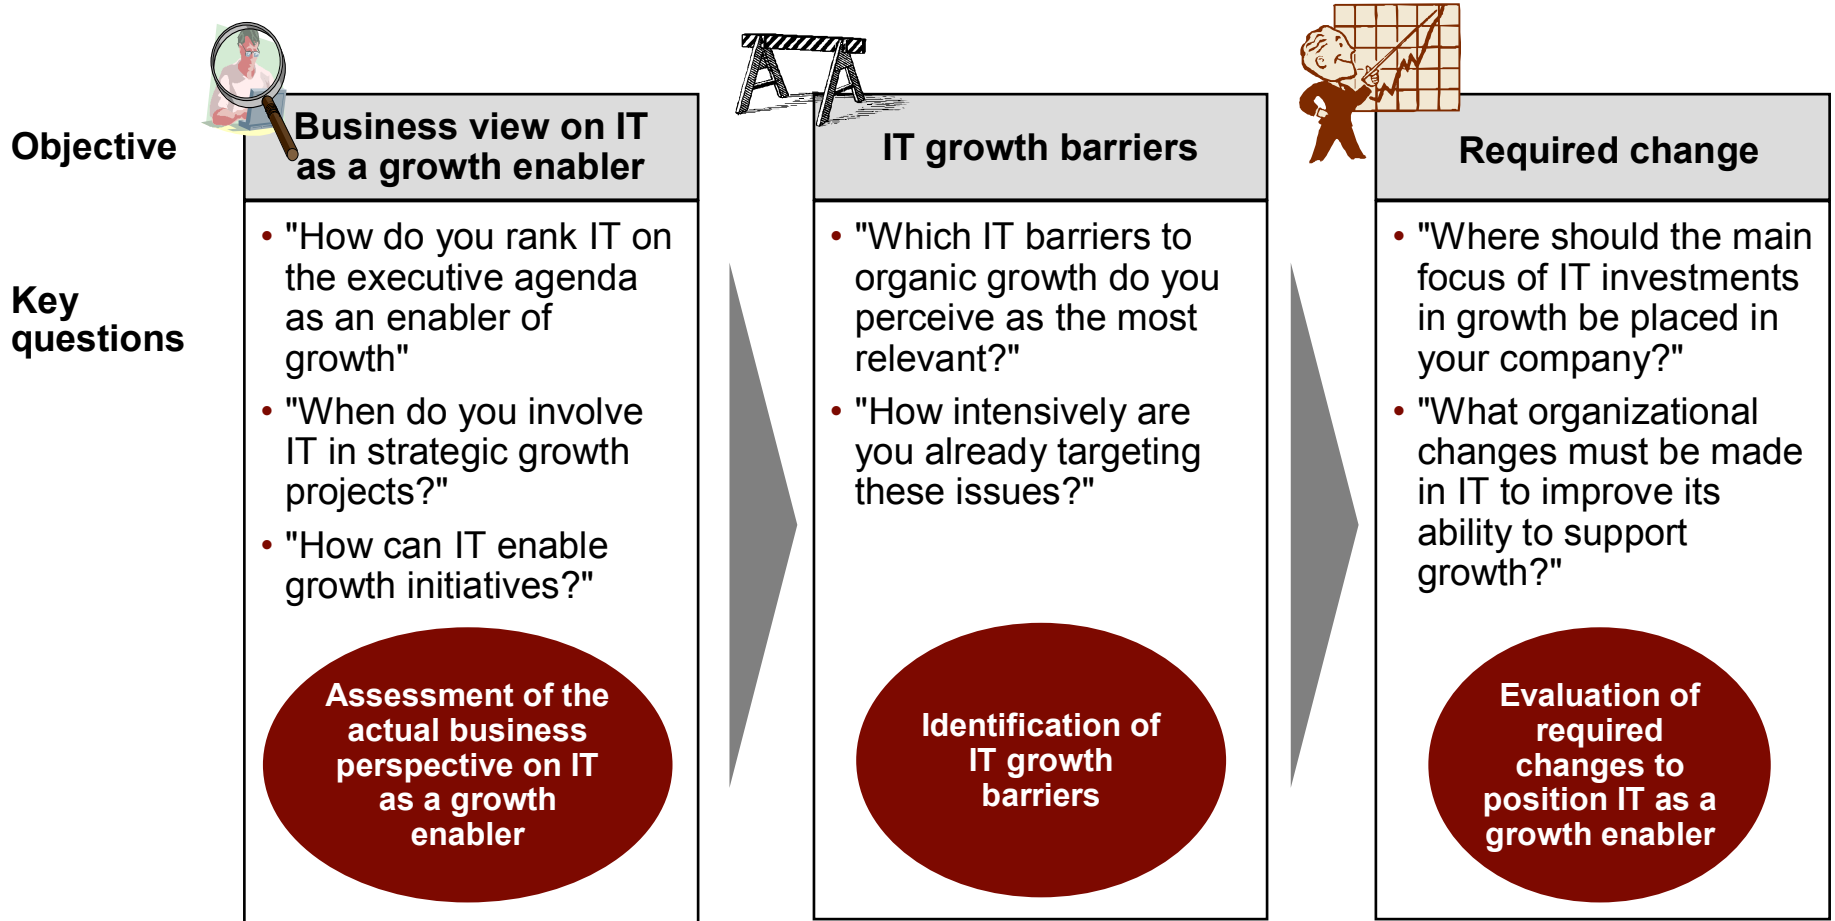 Objective
Business view on IT
as a growth enabler
IT growth barriers
Required change
Key
questions
• "How do you rank IT on
the executive agenda
as an enabler of
growth"
• "When do you involve
IT in strategic growth
projects?"
• "How can IT enable
growth initiatives?"
• "Which IT barriers to
organic growth do you
perceive as the most
relevant?"
• "How intensively are
you already targeting
these issues?"
• "Where should the main
focus of IT investments
in growth be placed in
your company?"
• "What organizational
changes must be made
in IT to improve its
ability to support
growth?"
Assessment of the
actual business
perspective on IT
as a growth
enabler
Identification of
IT growth
barriers
Evaluation of
required
changes to
position IT as a
growth enabler